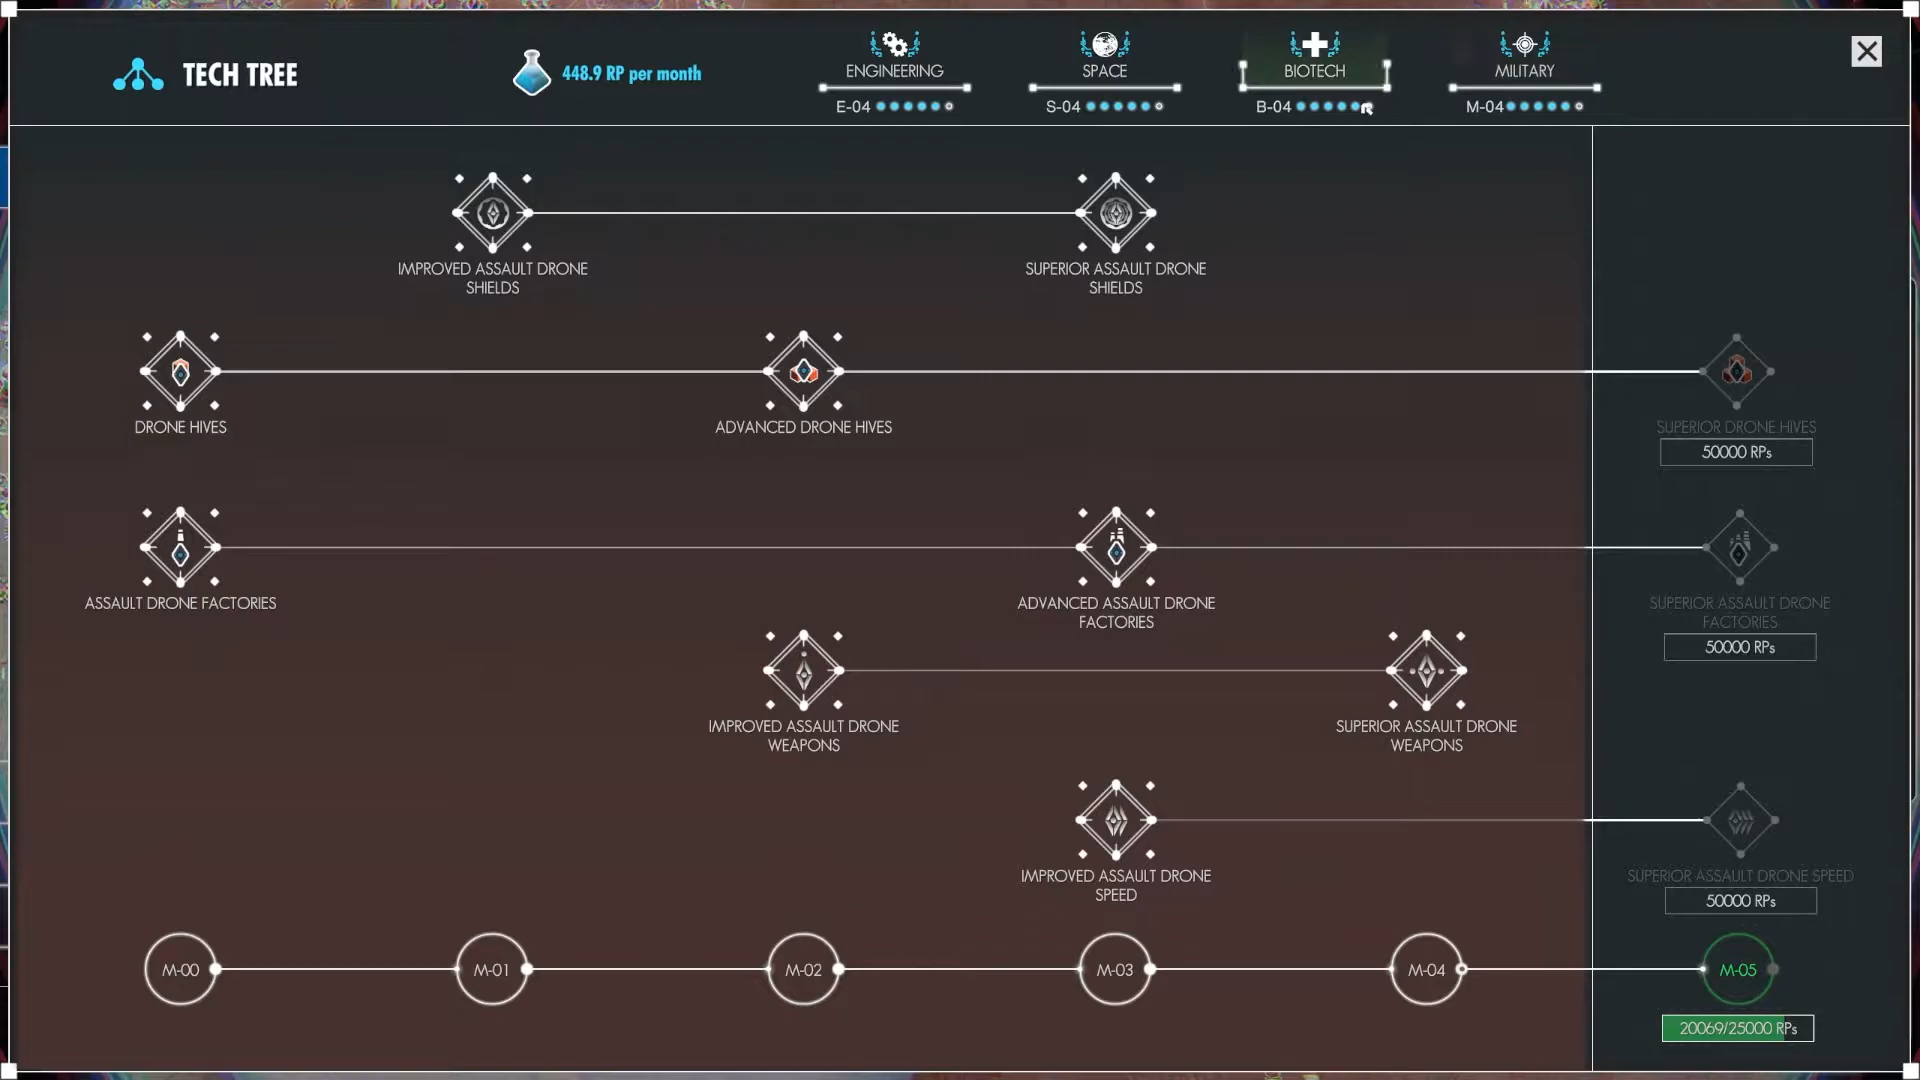 TECH TREE
448.9 RP per month
ENGINEERING
E-04
SPACE
S-04
BIOTECH
B-04
MILITARY
M-04
IMPROVED ASSAULT DRONE
SHIELDS
SUPERIOR ASSAULT DRONE
SHIELDS
DRONE HIVES
ADVANCED DRONE HIVES
SUPERIOR DRONE HIVES
50000 RPs
ASSAULT DRONE FACTORIES
ADVANCED ASSAULT DRONE
FACTORIES
SUPERIOR ASSAULT DRONE
FACTORIES
50000 RPs
IMPROVED ASSAULT DRONE
WEAPONS
SUPERIOR ASSAULT DRONE
WEAPONS
IMPROVED ASSAULT DRONE
SPEED
SUPERIOR ASSAULT DRONE SPEED
50000 RPs
M-00
M-01
M-02
M-03
M-04
M-05
20069/25000 RPs